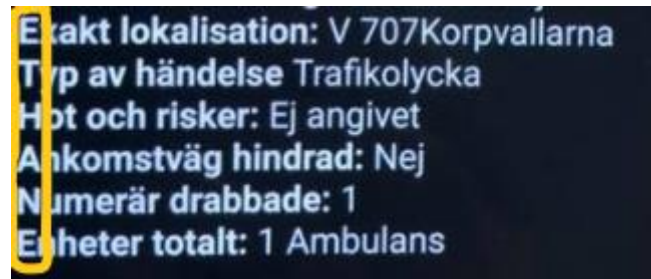 Exakt lokalisation: V 707Korpvallarna
Typ av händelse Trafikolycka
Hot och risker: Ej angivet
Ankomstväg hindrad: Nej
Numerär drabbade: 1
Enheter totalt: 1 Ambulans